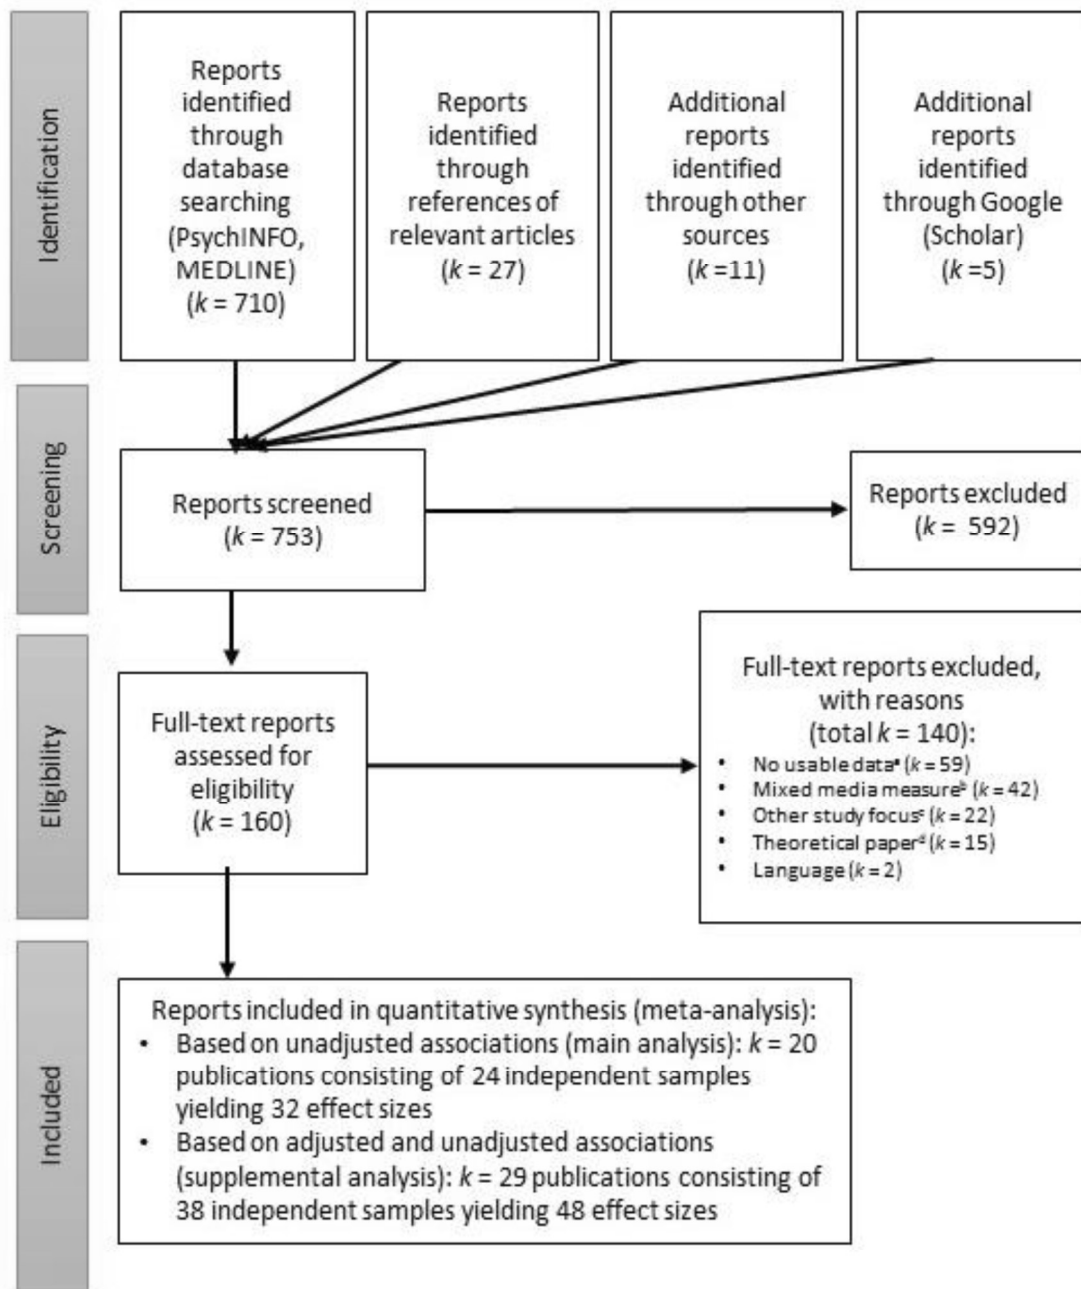 Identification
Reports
identified
through
database
searching
(PsychINFO,
MEDLINE)
(k = 710)
Reports
identified
through
references of
relevant articles
(k = 27)
Additional
reports
identified
through other
sources
(k =11)
Additional
reports
identified
through Google
(Scholar)
(k =5)
Screening
Reports screened
(k = 753)
Reports excluded
(k = 592)
Eligibility
Full-text reports
assessed for
eligibility
(k = 160)
Full-text reports excluded,
with reasons
(total k = 140):
• No usable dataᵃ (k = 59)
• Mixed media measureᵇ (k = 42)
• Other study focusᶜ (k = 22)
• Theoretical paperᵈ (k = 15)
• Language (k = 2)
Included
Reports included in quantitative synthesis (meta-analysis):
• Based on unadjusted associations (main analysis): k = 20
publications consisting of 24 independent samples
yielding 32 effect sizes
• Based on adjusted and unadjusted associations
(supplemental analysis): k = 29 publications consisting of
38 independent samples yielding 48 effect sizes